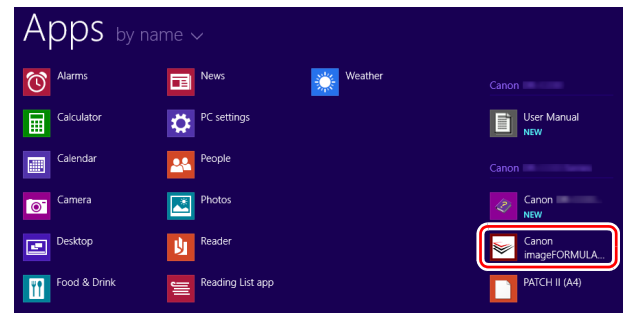 Apps by name
Alarms
Calculator
Calendar
Camera
Desktop
Food & Drink
News
PC settings
People
Photos
Reader
Reading List app
Weather
Canon
User Manual
NEW
Canon
Canon
NEW
Canon
imageFORMULA...
PATCH II (A4)